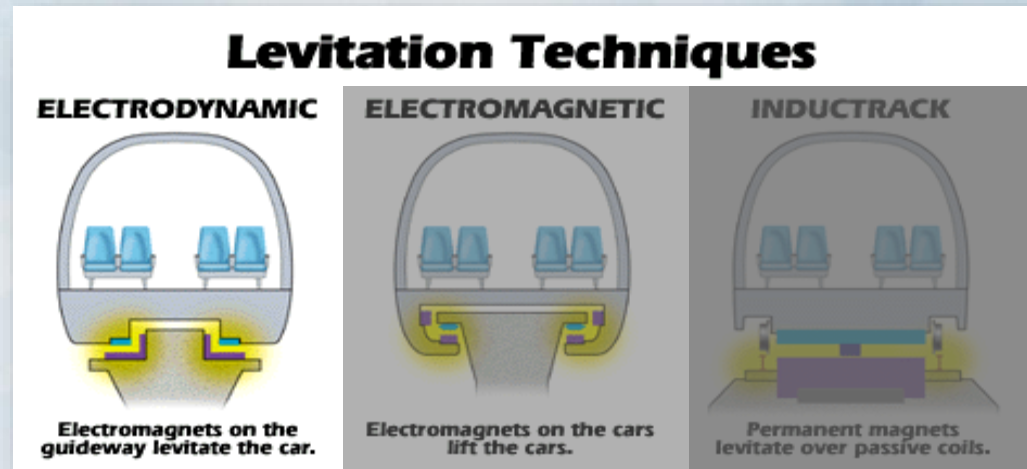 Levitation Techniques
ELECTRODYNAMIC
Electromagnets on the
guideway levitate the car.
ELECTROMAGNETIC
Electromagnets on the cars
lift the cars.
INDUCTRACK
Permanent magnets
levitate over passive coils.